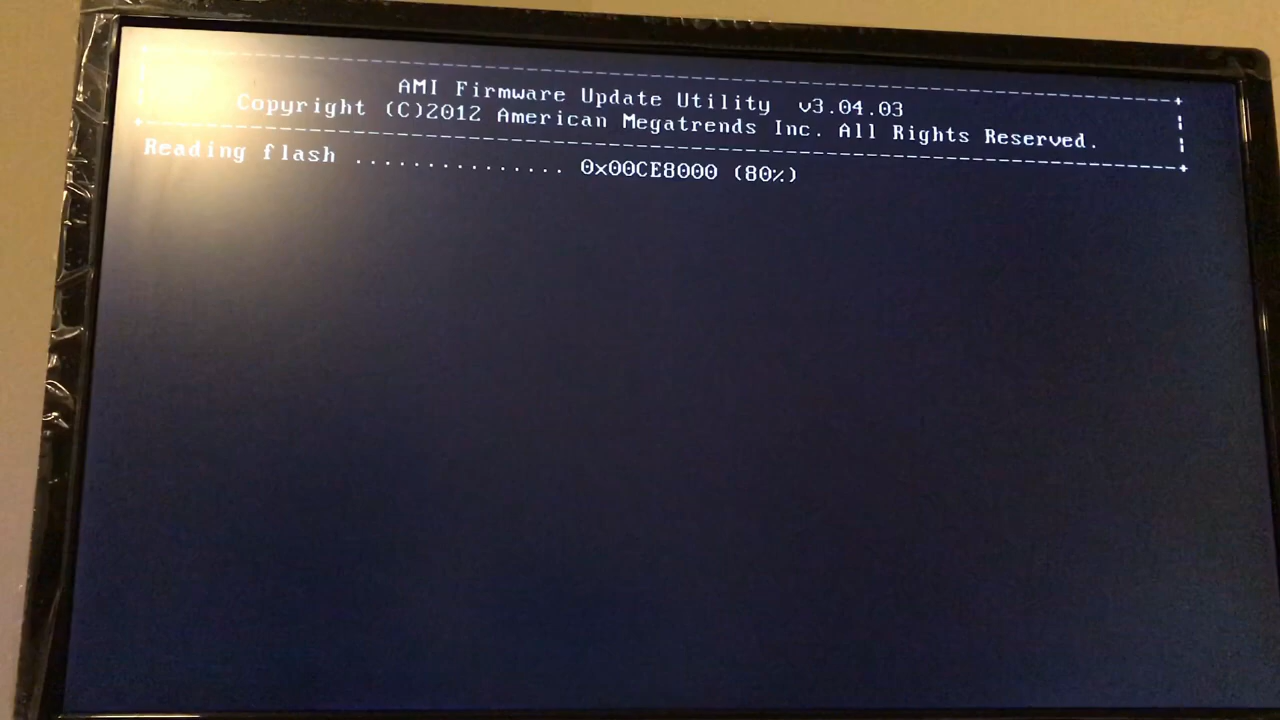 AMI Firmware Update Utility v3.04.03
Copyright (C)2012 American Megatrends Inc. All Rights Reserved.
Reading flash ............... 0x00CE8000 (80%)